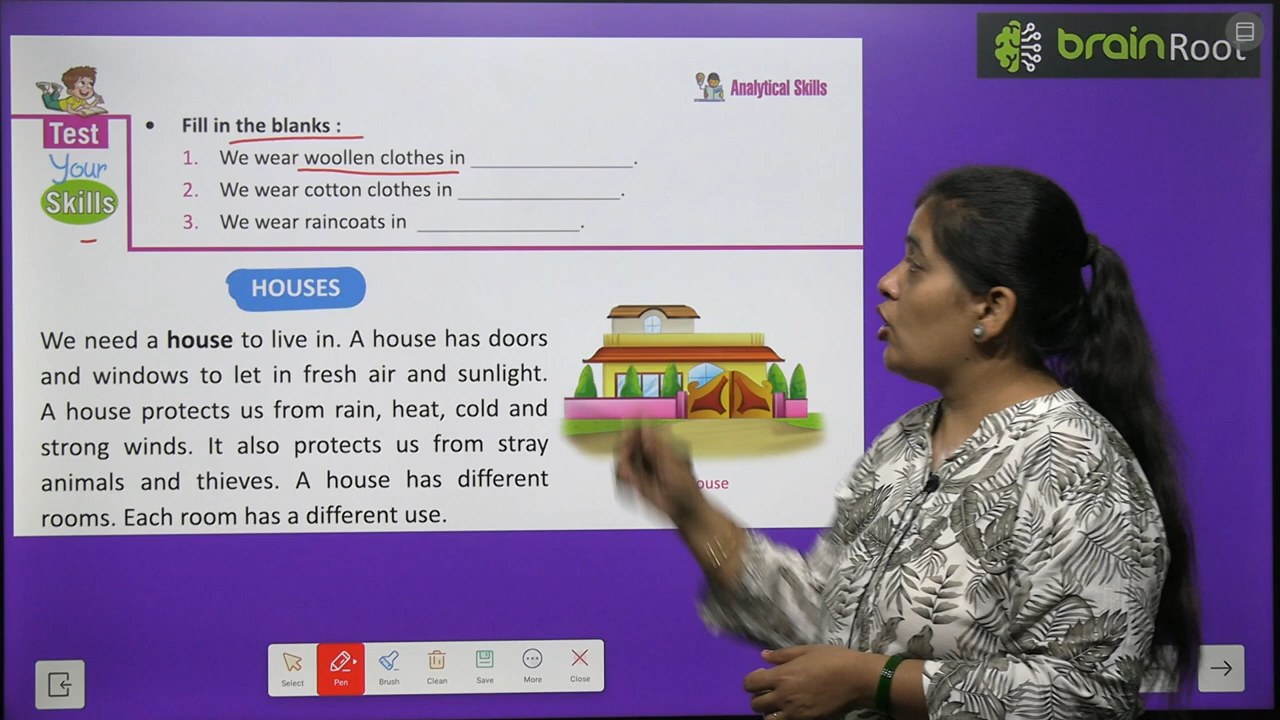 brainRoot
Analytical Skills
Test
Your
Skills
• Fill in the blanks :
1. We wear woollen clothes in ____________.
2. We wear cotton clothes in ____________.
3. We wear raincoats in ____________.
HOUSES
We need a house to live in. A house has doors
and windows to let in fresh air and sunlight.
A house protects us from rain, heat, cold and
strong winds. It also protects us from stray
animals and thieves. A house has different
rooms. Each room has a different use.
ouse
Select Pen Brush Clean Save More Close